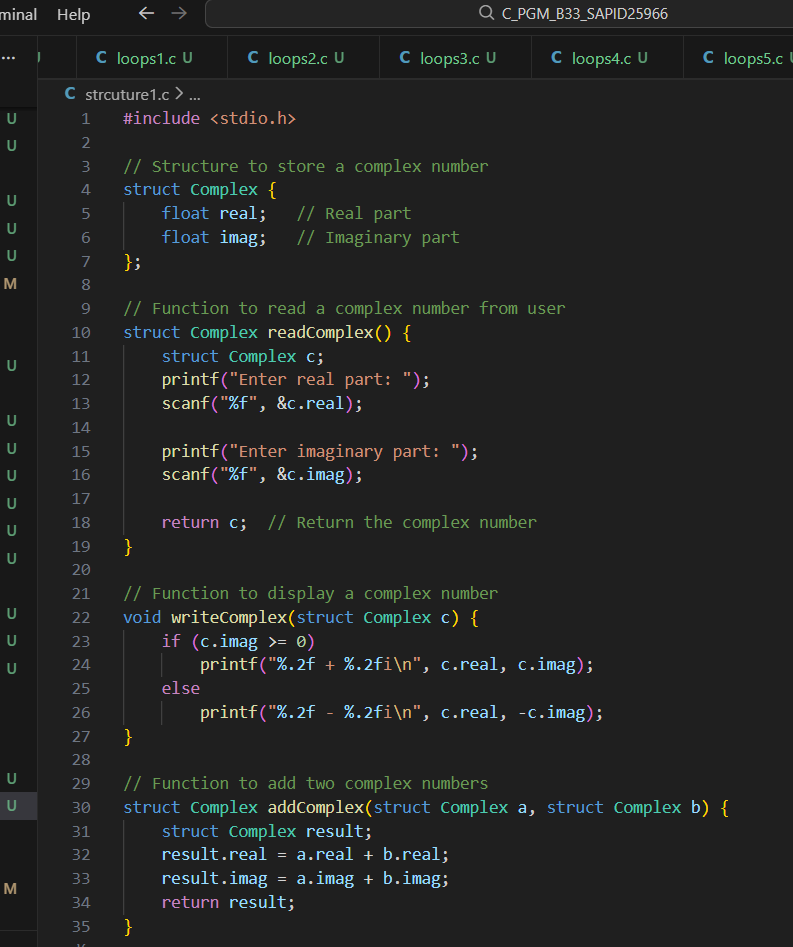 minal Help ← → C_PGM_B33_SAPID25966
... U C loops1.c U C loops2.c U C loops3.c U C loops4.c U C loops5.c U
C strcuture1.c > ...
U
U
U
U
U
M
U
U
U
U
U
U
U
U
U
U
U
U
M
1 #include <stdio.h>
2
3 // Structure to store a complex number
4 struct Complex {
5     float real;   // Real part
6     float imag;   // Imaginary part
7 };
8
9 // Function to read a complex number from user
10 struct Complex readComplex() {
11     struct Complex c;
12     printf("Enter real part: ");
13     scanf("%f", &c.real);
14
15     printf("Enter imaginary part: ");
16     scanf("%f", &c.imag);
17
18     return c;  // Return the complex number
19 }
20
21 // Function to display a complex number
22 void writeComplex(struct Complex c) {
23     if (c.imag >= 0)
24         printf("%.2f + %.2fi\n", c.real, c.imag);
25     else
26         printf("%.2f - %.2fi\n", c.real, -c.imag);
27 }
28
29 // Function to add two complex numbers
30 struct Complex addComplex(struct Complex a, struct Complex b) {
31     struct Complex result;
32     result.real = a.real + b.real;
33     result.imag = a.imag + b.imag;
34     return result;
35 }